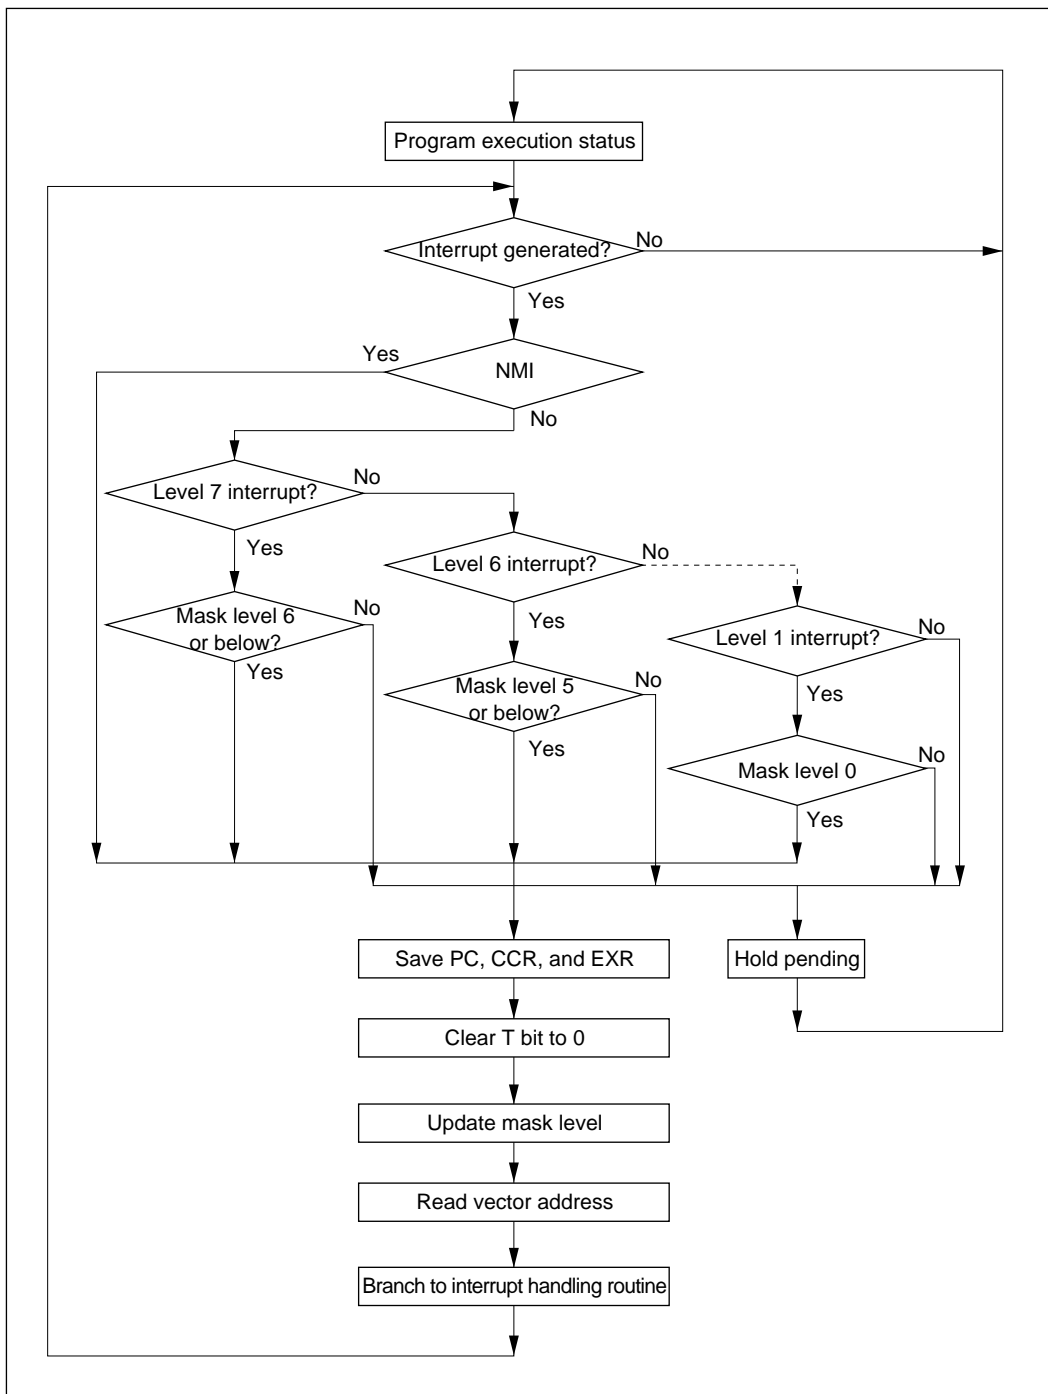 Program execution status
Interrupt generated?
No
Yes
Yes
NMI
No
Level 7 interrupt?
No
Yes
Level 6 interrupt?
No
Mask level 6
or below?
No
Yes
Yes
Level 1 interrupt?
No
Mask level 5
or below?
No
Yes
Yes
Mask level 0
No
Yes
Save PC, CCR, and EXR
Hold pending
Clear T bit to 0
Update mask level
Read vector address
Branch to interrupt handling routine